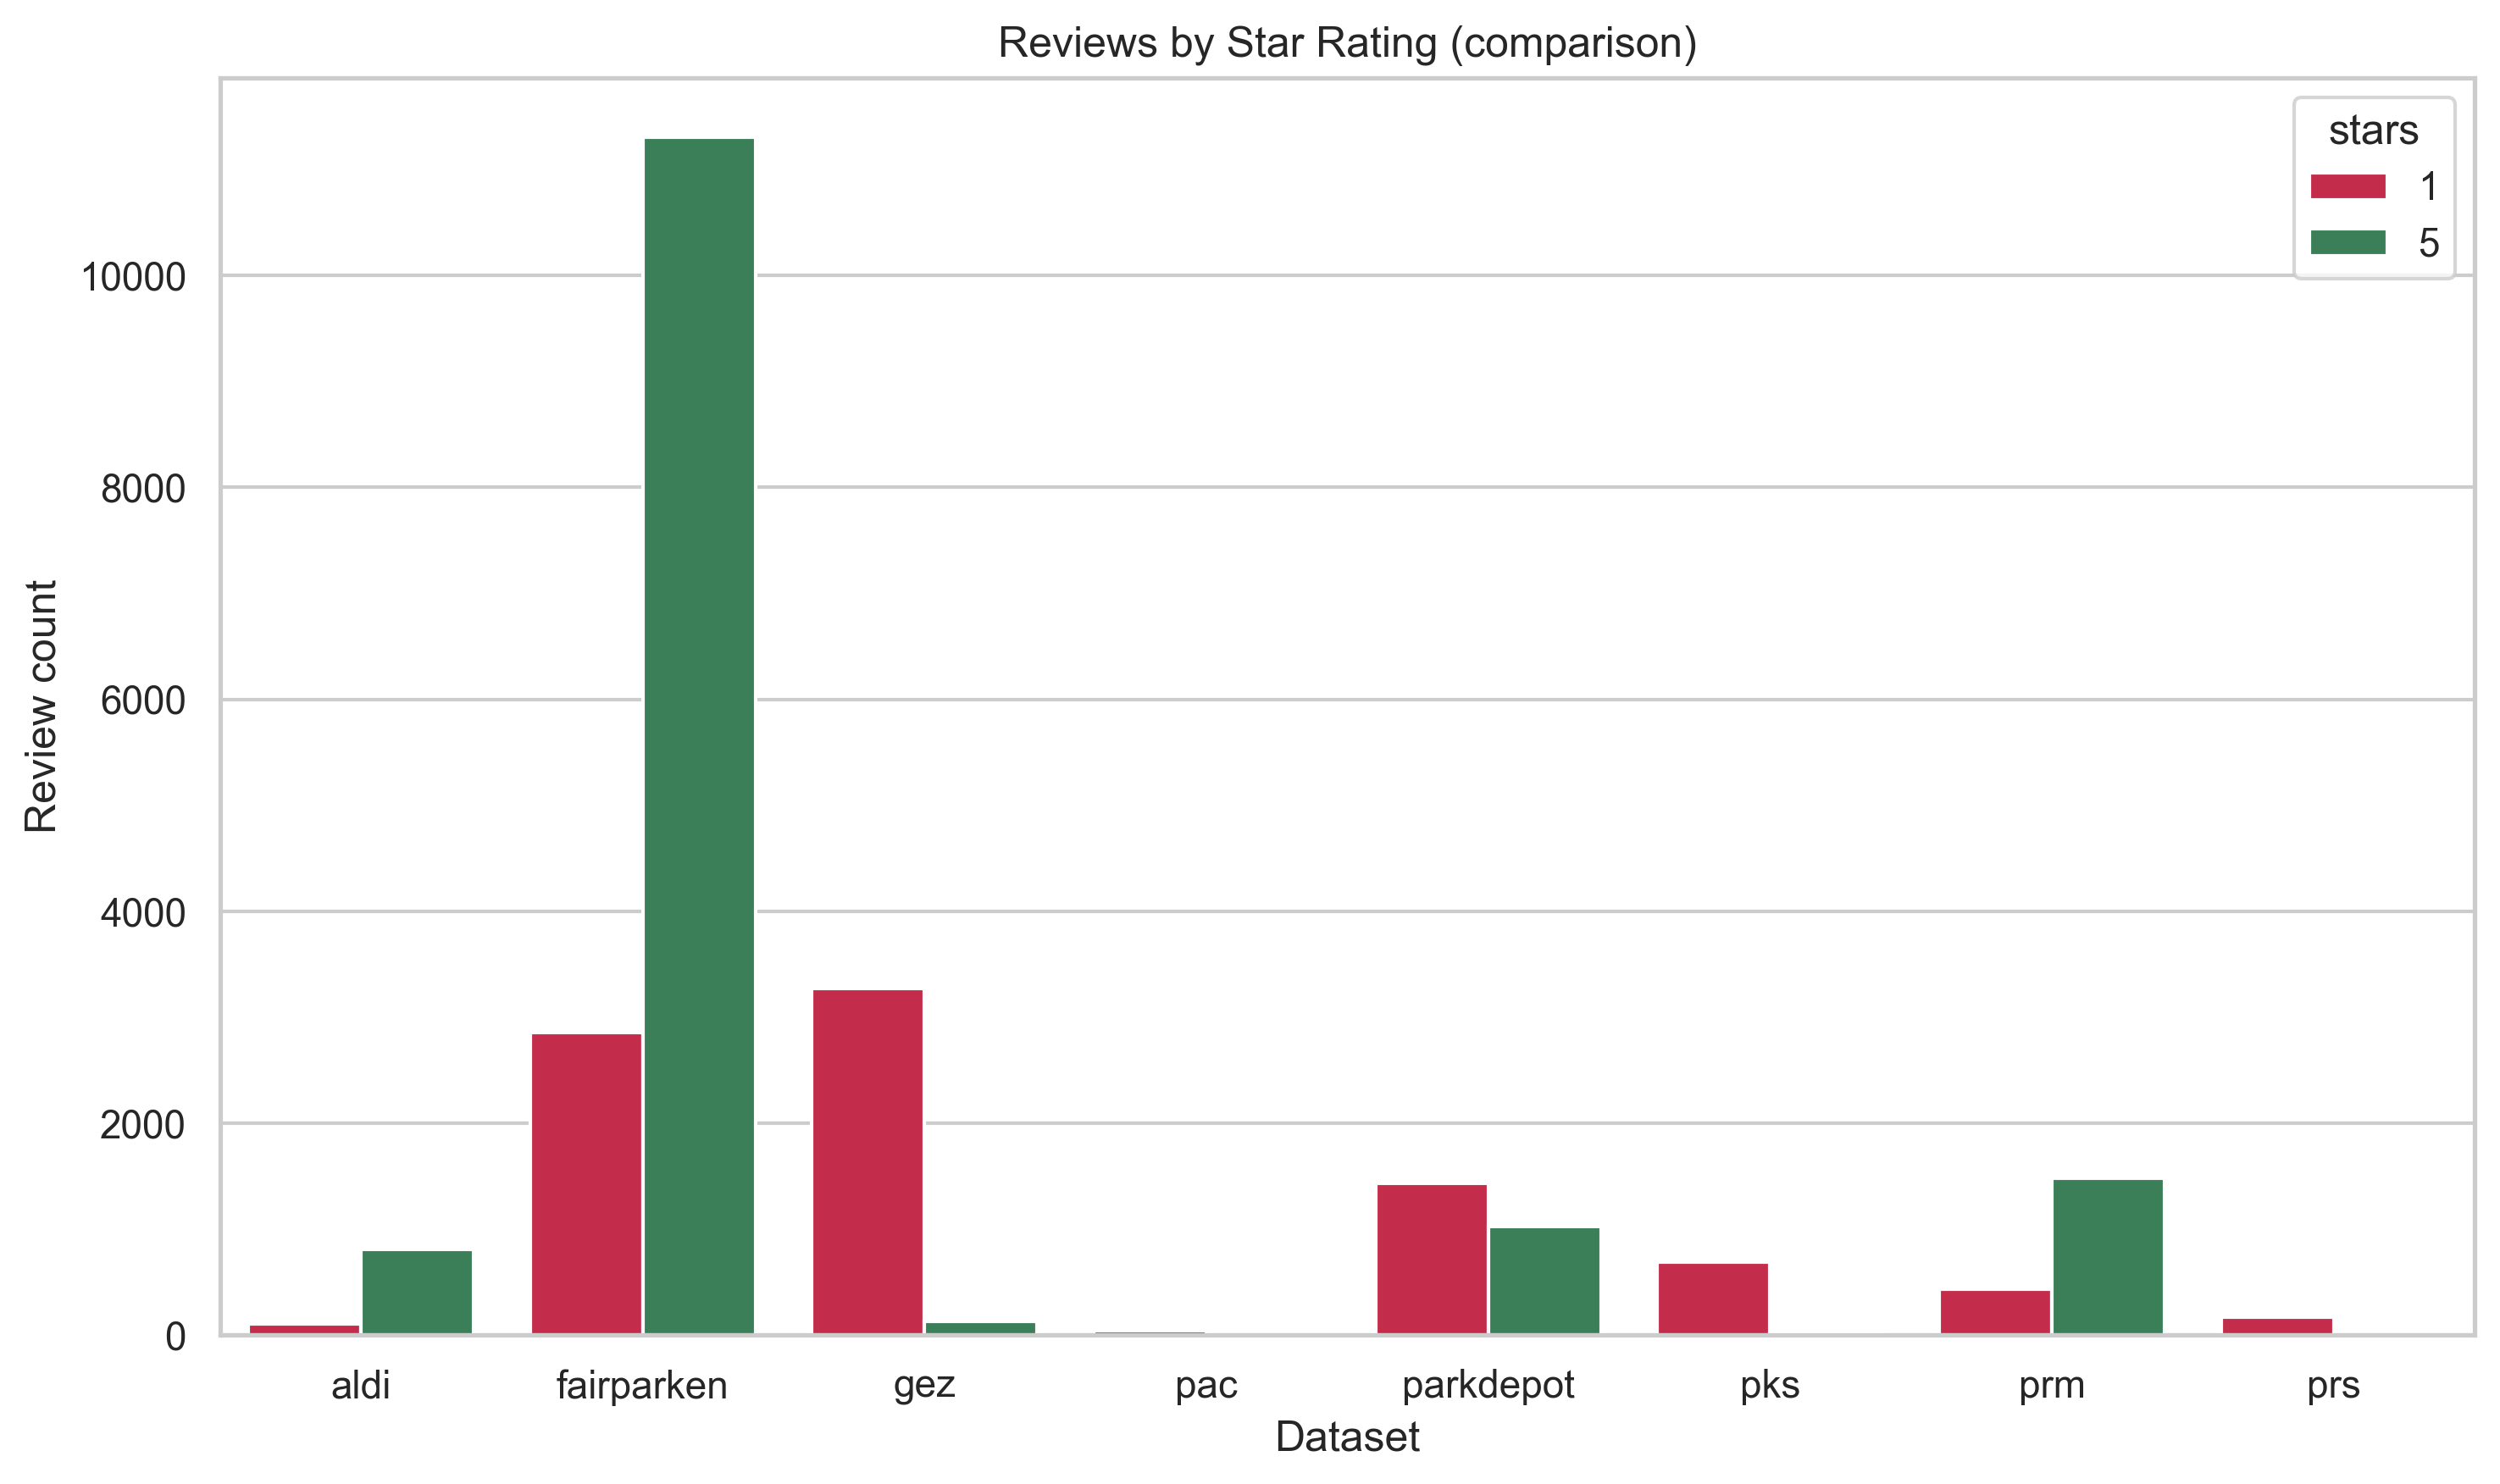 Reviews by Star Rating (comparison)
stars
1
5
Review count
10000
8000
6000
4000
2000
0
aldi
fairparken
gez
pac
parkdepot
pks
prm
prs
Dataset